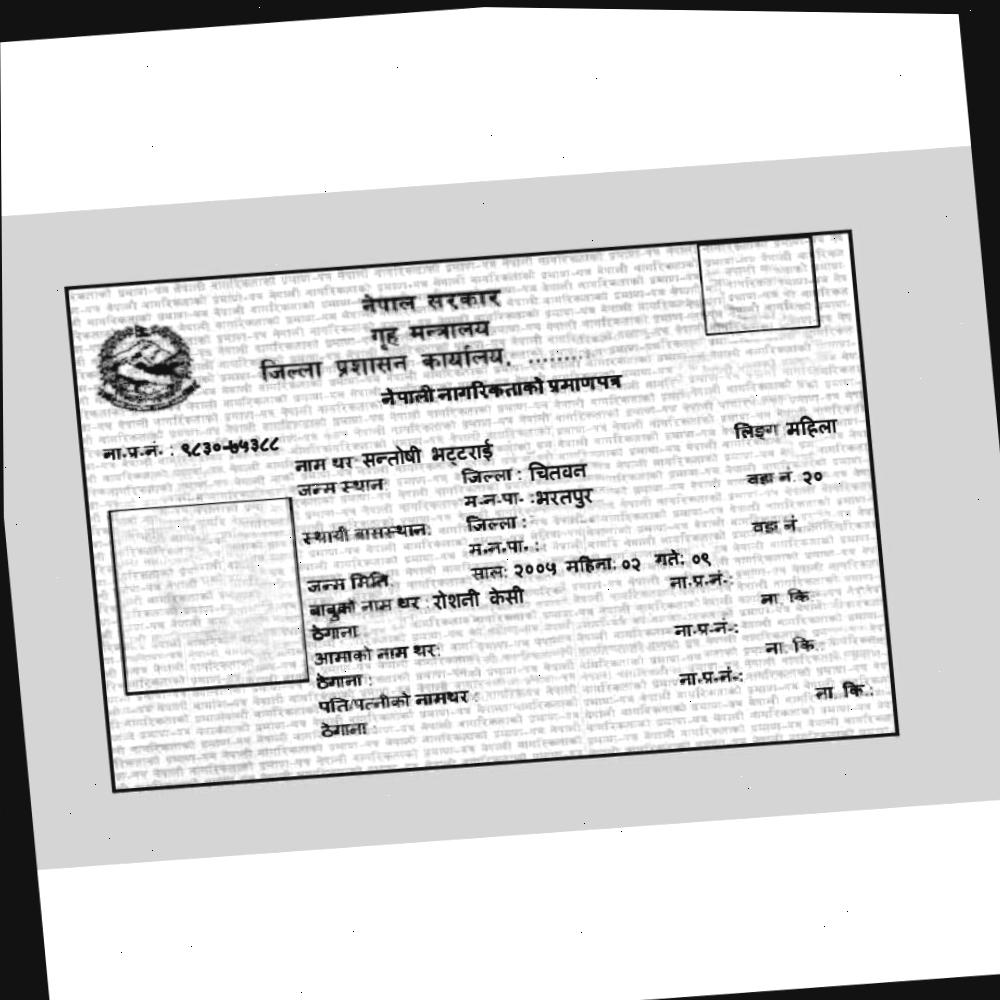 नेपाल सरकार
गृह मन्त्रालय
जिल्ला प्रशासन कार्यालय, .........
नेपाली नागरिकताको प्रमाणपत्र
ना.प्र.नं. : ९८३०-७५३८८
लिङ्ग महिला
नाम थर सन्तोषी भट्टराई
जन्म स्थान: जिल्ला : चितवन
म.न.पा. : भरतपुर वडा नं. २०
स्थायी बासस्थान: जिल्ला :
म.न.पा. : वडा नं.
जन्म मिति: साल: २००५ महिना: ०२ गते: ०९
बाबुको नाम थर : रोशनी केसी ना.प्र.नं.:
ठेगाना ना. कि.
आमाको नाम थर: ना.प्र.नं.:
ठेगाना : ना. कि.:
पति/पत्नीको नामथर : ना.प्र.नं.:
ठेगाना ना. कि.: